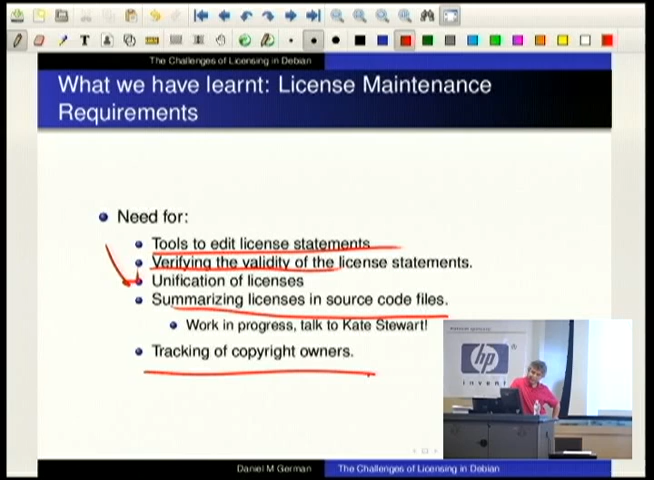 The Challenges of Licensing in Debian
What we have learnt: License Maintenance
Requirements
Need for:
Tools to edit license statements
Verifying the validity of the license statements.
Unification of licenses
Summarizing licenses in source code files.
Work in progress, talk to Kate Stewart!
Tracking of copyright owners.
hp
invent
Daniel M German
The Challenges of Licensing in Debian